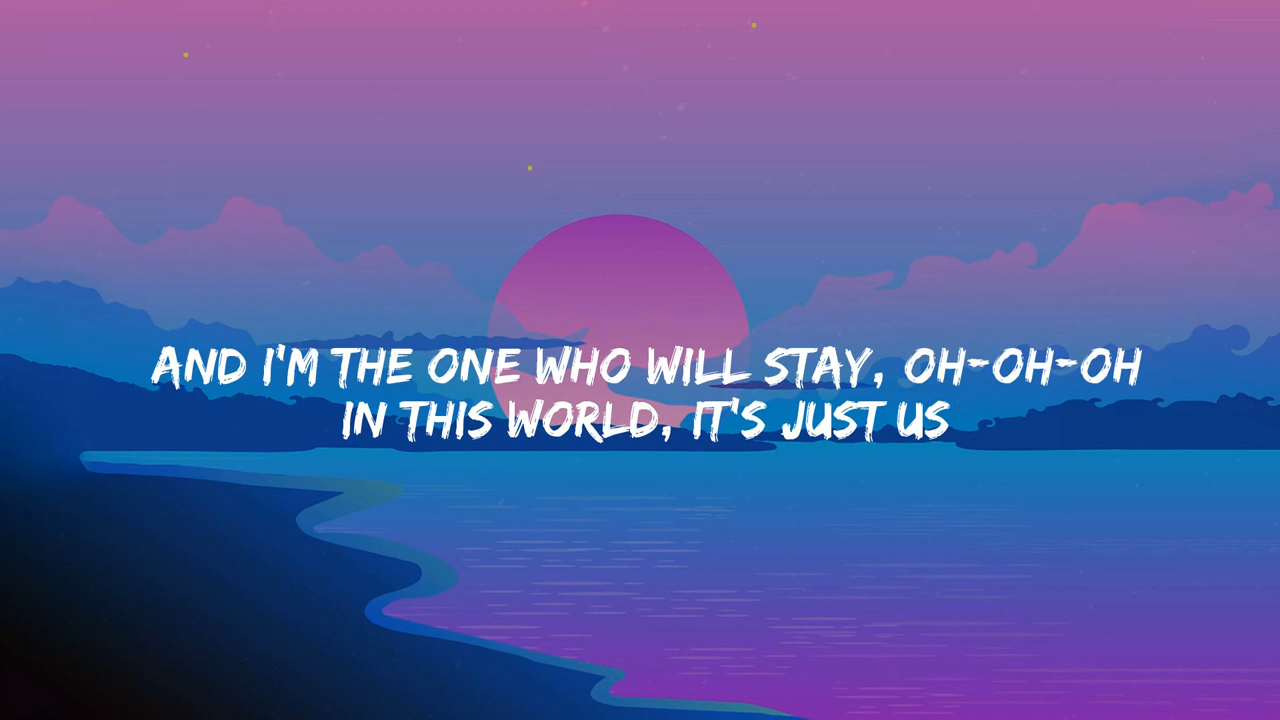 AND I'M THE ONE WHO WILL STAY, OH-OH-OH
IN THIS WORLD, IT'S JUST US